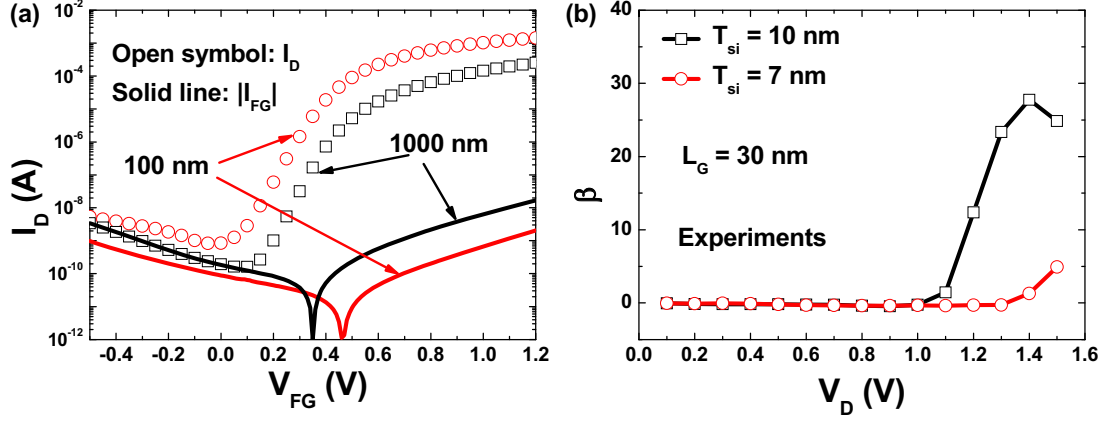 (a)
10⁻²
10⁻⁴
10⁻⁶
10⁻⁸
10⁻¹⁰
10⁻¹²
I_D (A)
Open symbol: I_D
Solid line: |I_FG|
100 nm
1000 nm
-0.4 -0.2 0.0 0.2 0.4 0.6 0.8 1.0 1.2
V_FG (V)
(b)
40
30
20
10
0
β
T_si = 10 nm
T_si = 7 nm
L_G = 30 nm
Experiments
0.0 0.2 0.4 0.6 0.8 1.0 1.2 1.4 1.6
V_D (V)